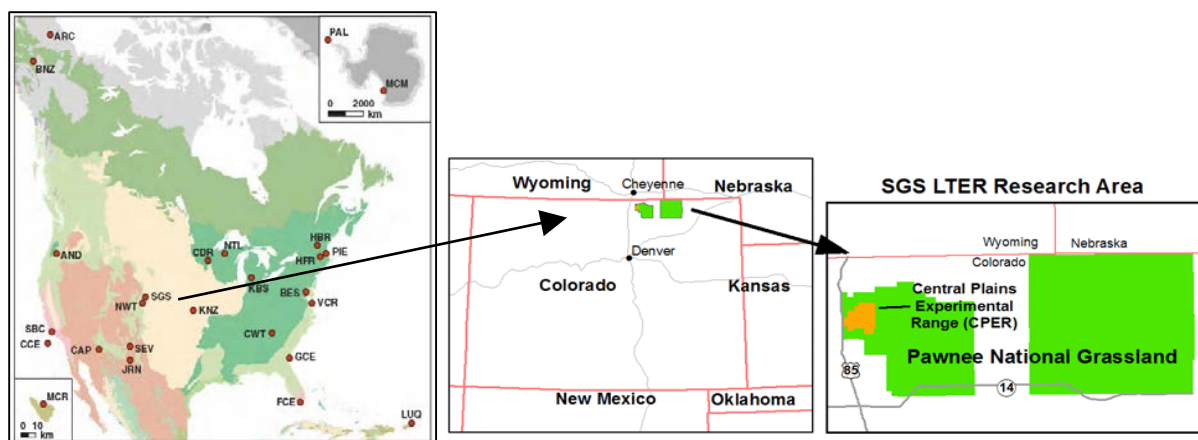 ARC
BNZ
PAL
MCM
0 2000
km
AND
CDR
NTL
HBR
PIE
HFR
KBS
BES
VCR
SGS
NWT
KNZ
SBC
CCE
CAP
SEV
JRN
CWT
GCE
FCE
LUQ
MCR
0 10
km
Wyoming
Cheyenne
Nebraska
Denver
Colorado
Kansas
New Mexico
Oklahoma
SGS LTER Research Area
Wyoming
Nebraska
Colorado
Central Plains
Experimental
Range (CPER)
Pawnee National Grassland
85
14